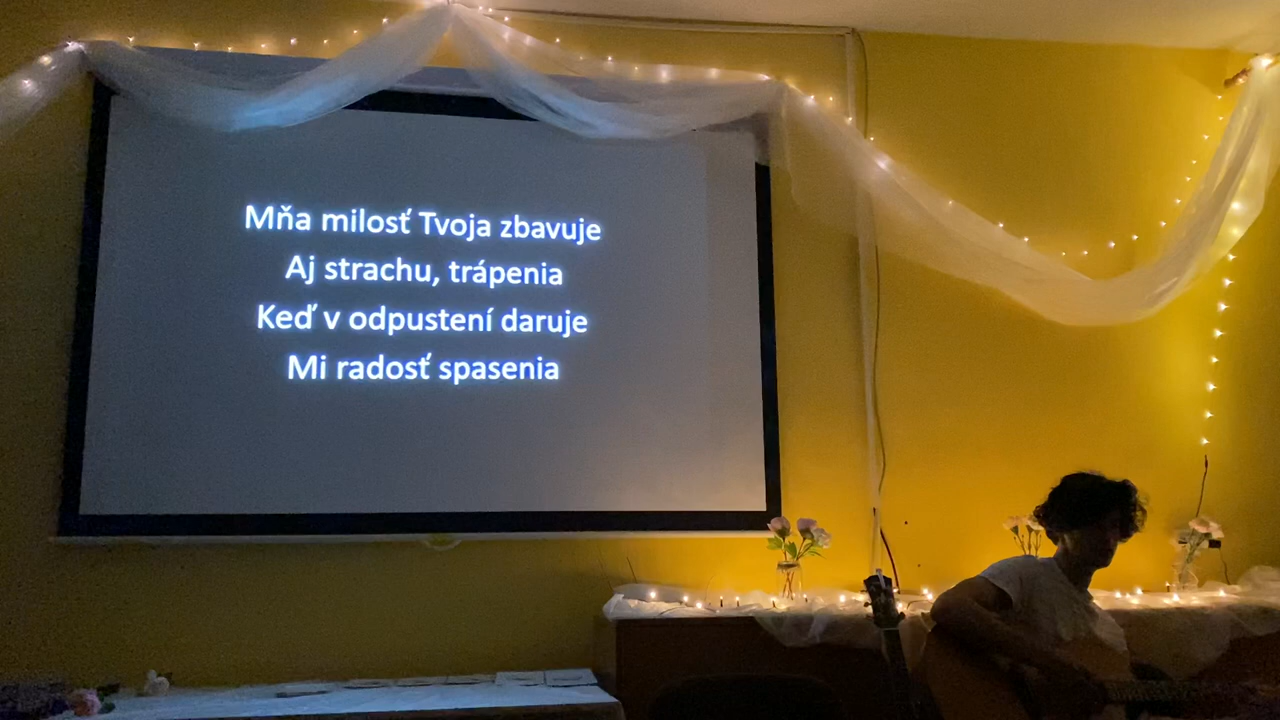 Mňa milosť Tvoja zbavuje
Aj strachu, trápenia
Keď v odpustení daruje
Mi radosť spasenia